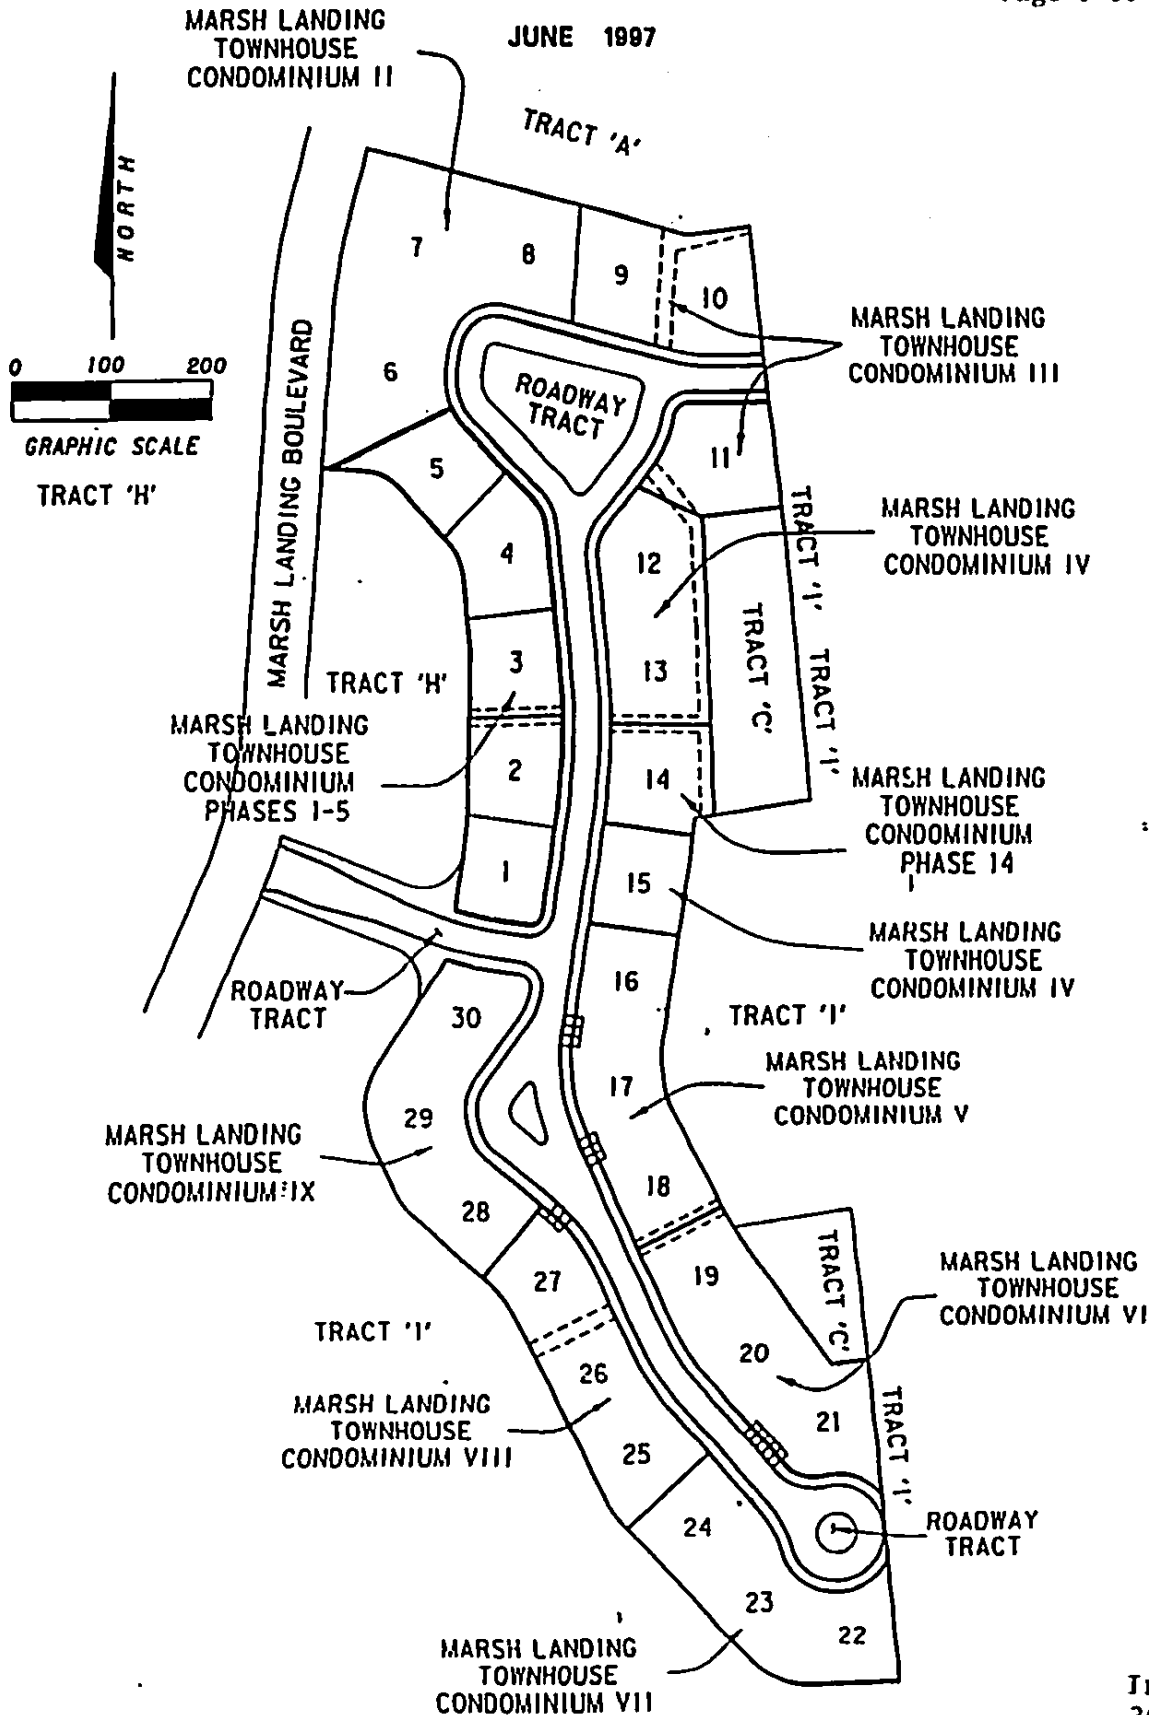 MARSH LANDING
TOWNHOUSE
CONDOMINIUM II
JUNE 1997
TRACT 'A'
NORTH
0 100 200
GRAPHIC SCALE
TRACT 'H'
MARSH LANDING BOULEVARD
7
8
9
10
6
ROADWAY
TRACT
MARSH LANDING
TOWNHOUSE
CONDOMINIUM III
5
11
4
12
TRACT 'I'
MARSH LANDING
TOWNHOUSE
CONDOMINIUM IV
TRACT 'C'
TRACT 'I'
3
13
TRACT 'H'
MARSH LANDING
TOWNHOUSE
CONDOMINIUM
PHASES 1-5
2
14
MARSH LANDING
TOWNHOUSE
CONDOMINIUM
PHASE 14
1
15
MARSH LANDING
TOWNHOUSE
CONDOMINIUM IV
ROADWAY
TRACT
30
16
TRACT 'I'
17
MARSH LANDING
TOWNHOUSE
CONDOMINIUM V
29
MARSH LANDING
TOWNHOUSE
CONDOMINIUM IX
28
18
27
19
TRACT 'C'
MARSH LANDING
TOWNHOUSE
CONDOMINIUM VI
TRACT 'I'
26
20
MARSH LANDING
TOWNHOUSE
CONDOMINIUM VIII
25
21
TRACT 'I'
24
ROADWAY
TRACT
23
22
MARSH LANDING
TOWNHOUSE
CONDOMINIUM VII